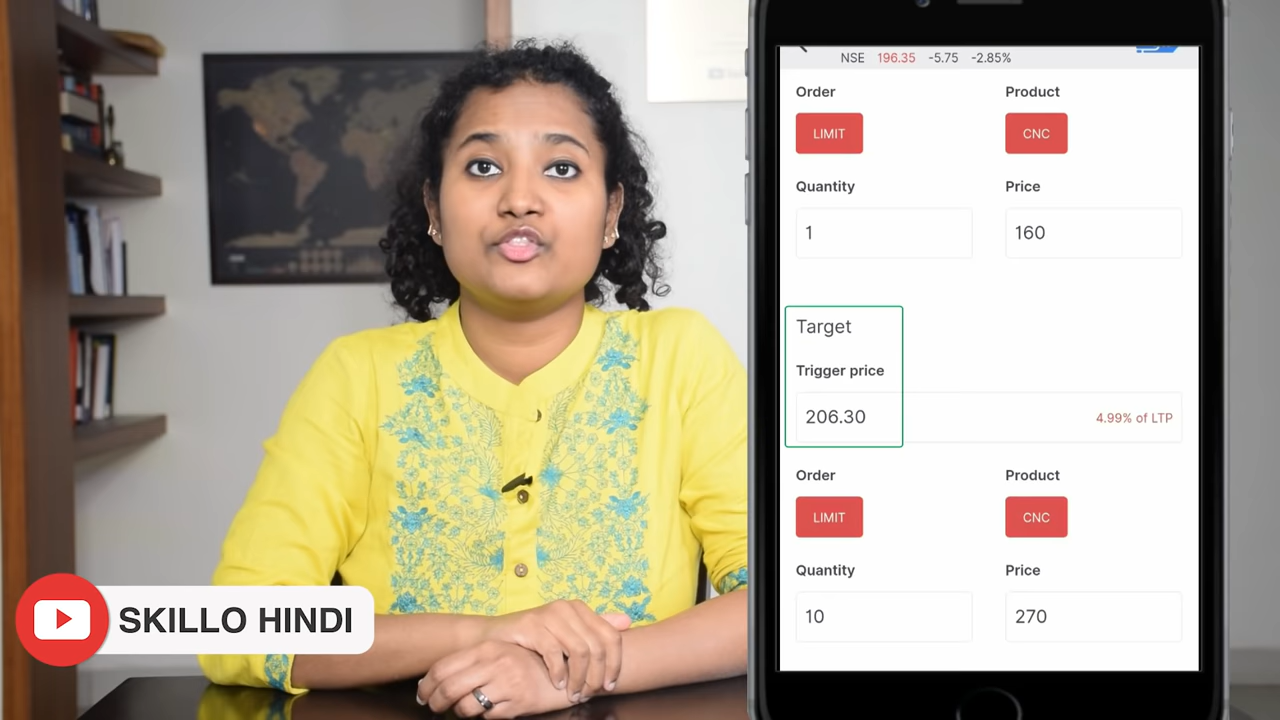 NSE 196.35 -5.75 -2.85%
Order Product
LIMIT CNC
Quantity Price
1 160
Target
Trigger price
206.30 4.99% of LTP
Order Product
LIMIT CNC
Quantity Price
10 270
SKILLO HINDI